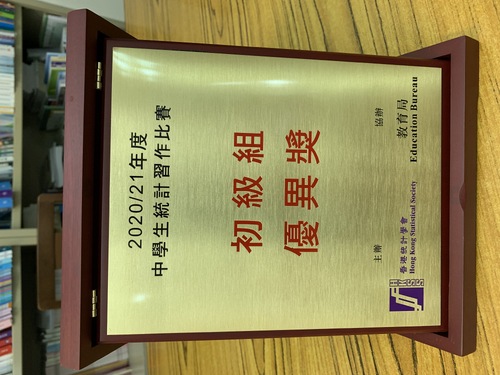 2020/21年度
中學生統計習作比賽
初級組
優異獎
主辦
香港統計學會
Hong Kong Statistical Society
協辦
教育局
Education Bureau